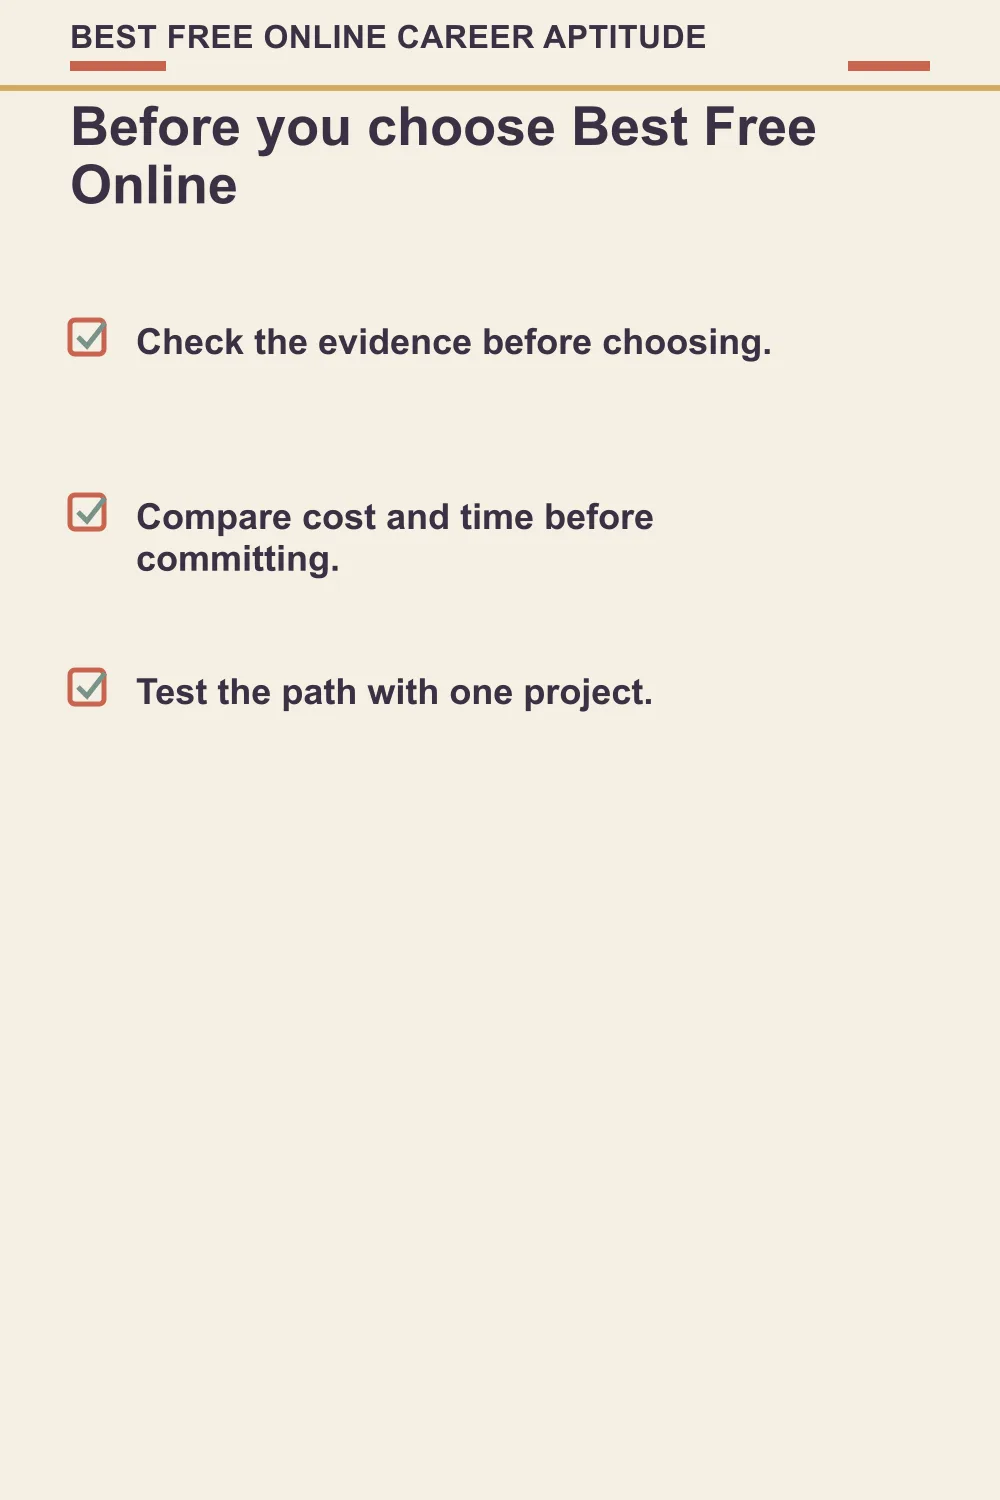 BEST FREE ONLINE CAREER APTITUDE
Before you choose Best Free
Online
Check the evidence before choosing.
Compare cost and time before
committing.
Test the path with one project.